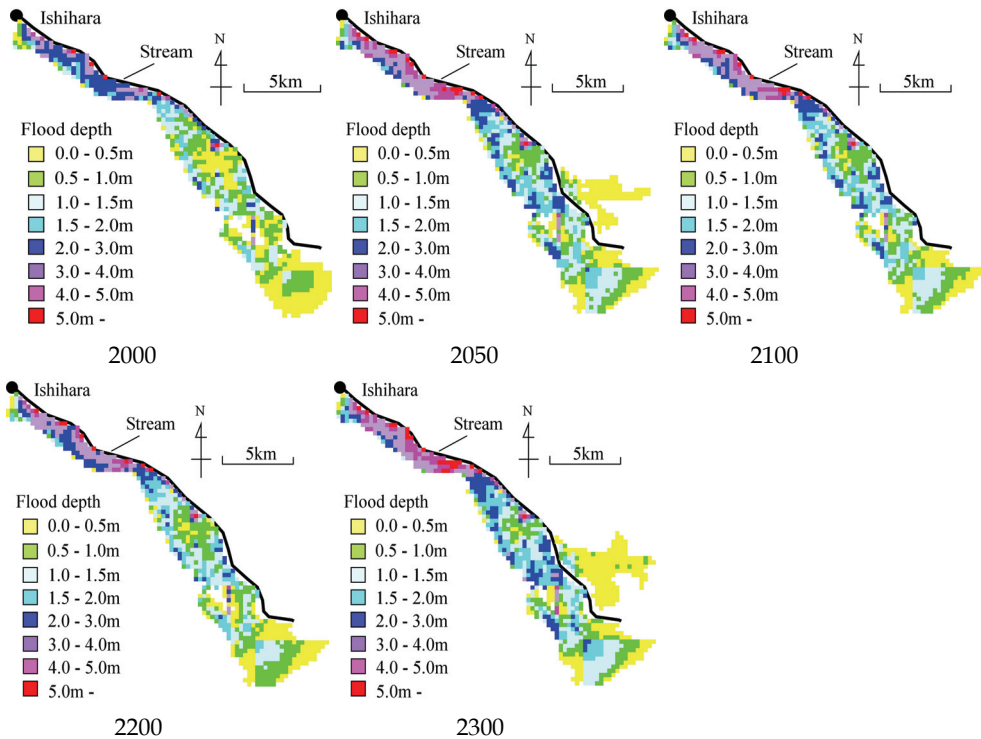 Ishihara
Stream
N
5km
Flood depth
0.0 - 0.5m
0.5 - 1.0m
1.0 - 1.5m
1.5 - 2.0m
2.0 - 3.0m
3.0 - 4.0m
4.0 - 5.0m
5.0m -
2000
Ishihara
Stream
N
5km
Flood depth
0.0 - 0.5m
0.5 - 1.0m
1.0 - 1.5m
1.5 - 2.0m
2.0 - 3.0m
3.0 - 4.0m
4.0 - 5.0m
5.0m -
2050
Ishihara
Stream
N
5km
Flood depth
0.0 - 0.5m
0.5 - 1.0m
1.0 - 1.5m
1.5 - 2.0m
2.0 - 3.0m
3.0 - 4.0m
4.0 - 5.0m
5.0m -
2100
Ishihara
Stream
N
5km
Flood depth
0.0 - 0.5m
0.5 - 1.0m
1.0 - 1.5m
1.5 - 2.0m
2.0 - 3.0m
3.0 - 4.0m
4.0 - 5.0m
5.0m -
2200
Ishihara
Stream
N
5km
Flood depth
0.0 - 0.5m
0.5 - 1.0m
1.0 - 1.5m
1.5 - 2.0m
2.0 - 3.0m
3.0 - 4.0m
4.0 - 5.0m
5.0m -
2300